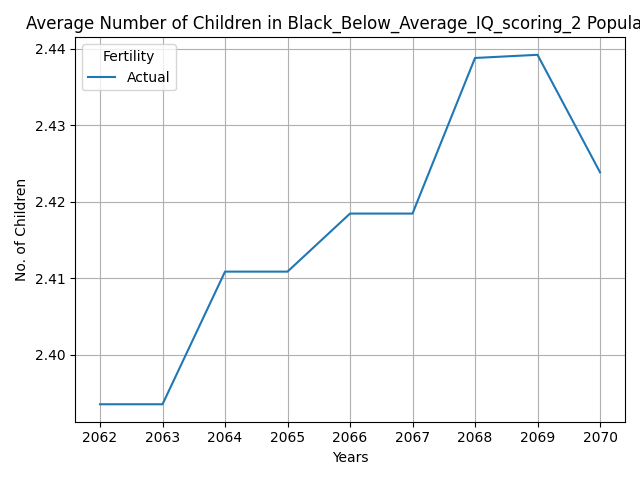 Average Number of Children in Black_Below_Average_IQ_scoring_2 Popula
Fertility
Actual
2.44
2.43
2.42
2.41
2.40
No. of Children
2062 2063 2064 2065 2066 2067 2068 2069 2070
Years